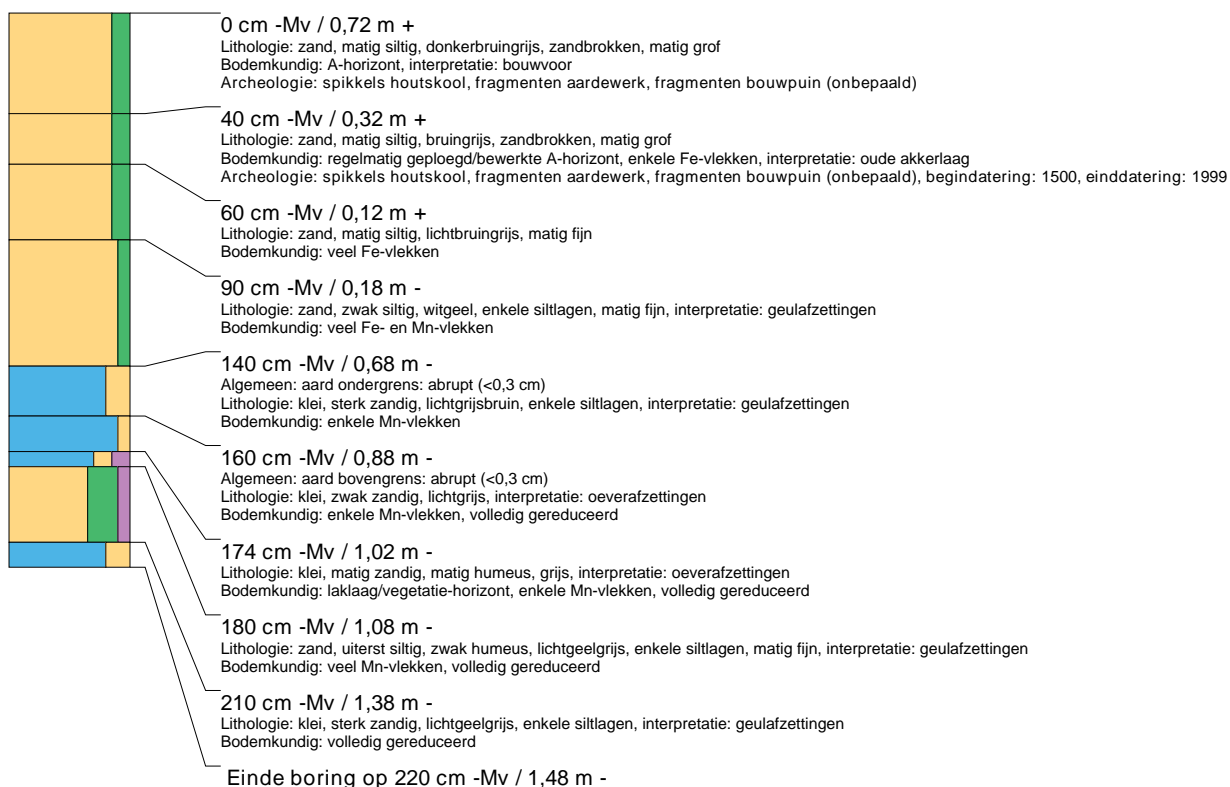 0 cm -Mv / 0,72 m +
Lithologie: zand, matig siltig, donkerbruingrijs, zandbrokken, matig grof
Bodemkundig: A-horizont, interpretatie: bouwvoor
Archeologie: spikkels houtskool, fragmenten aardewerk, fragmenten bouwpuin (onbepaald)
40 cm -Mv / 0,32 m +
Lithologie: zand, matig siltig, bruingrijs, zandbrokken, matig grof
Bodemkundig: regelmatig geploegd/bewerkte A-horizont, enkele Fe-vlekken, interpretatie: oude akkerlaag
Archeologie: spikkels houtskool, fragmenten aardewerk, fragmenten bouwpuin (onbepaald), begindatering: 1500, einddatering: 1999
60 cm -Mv / 0,12 m +
Lithologie: zand, matig siltig, lichtbruingrijs, matig fijn
Bodemkundig: veel Fe-vlekken
90 cm -Mv / 0,18 m -
Lithologie: zand, zwak siltig, witgeel, enkele siltlagen, matig fijn, interpretatie: geulafzettingen
Bodemkundig: veel Fe- en Mn-vlekken
140 cm -Mv / 0,68 m -
Algemeen: aard ondergrens: abrupt (<0,3 cm)
Lithologie: klei, sterk zandig, lichtgrijsbruin, enkele siltlagen, interpretatie: geulafzettingen
Bodemkundig: enkele Mn-vlekken
160 cm -Mv / 0,88 m -
Algemeen: aard bovengrens: abrupt (<0,3 cm)
Lithologie: klei, zwak zandig, lichtgrijs, interpretatie: oeverafzettingen
Bodemkundig: enkele Mn-vlekken, volledig gereduceerd
174 cm -Mv / 1,02 m -
Lithologie: klei, matig zandig, matig humeus, grijs, interpretatie: oeverafzettingen
Bodemkundig: laklaag/vegetatie-horizont, enkele Mn-vlekken, volledig gereduceerd
180 cm -Mv / 1,08 m -
Lithologie: zand, uiterst siltig, zwak humeus, lichtgeelgrijs, enkele siltlagen, matig fijn, interpretatie: geulafzettingen
Bodemkundig: veel Mn-vlekken, volledig gereduceerd
210 cm -Mv / 1,38 m -
Lithologie: klei, sterk zandig, lichtgeelgrijs, enkele siltlagen, interpretatie: geulafzettingen
Bodemkundig: volledig gereduceerd
Einde boring op 220 cm -Mv / 1,48 m -